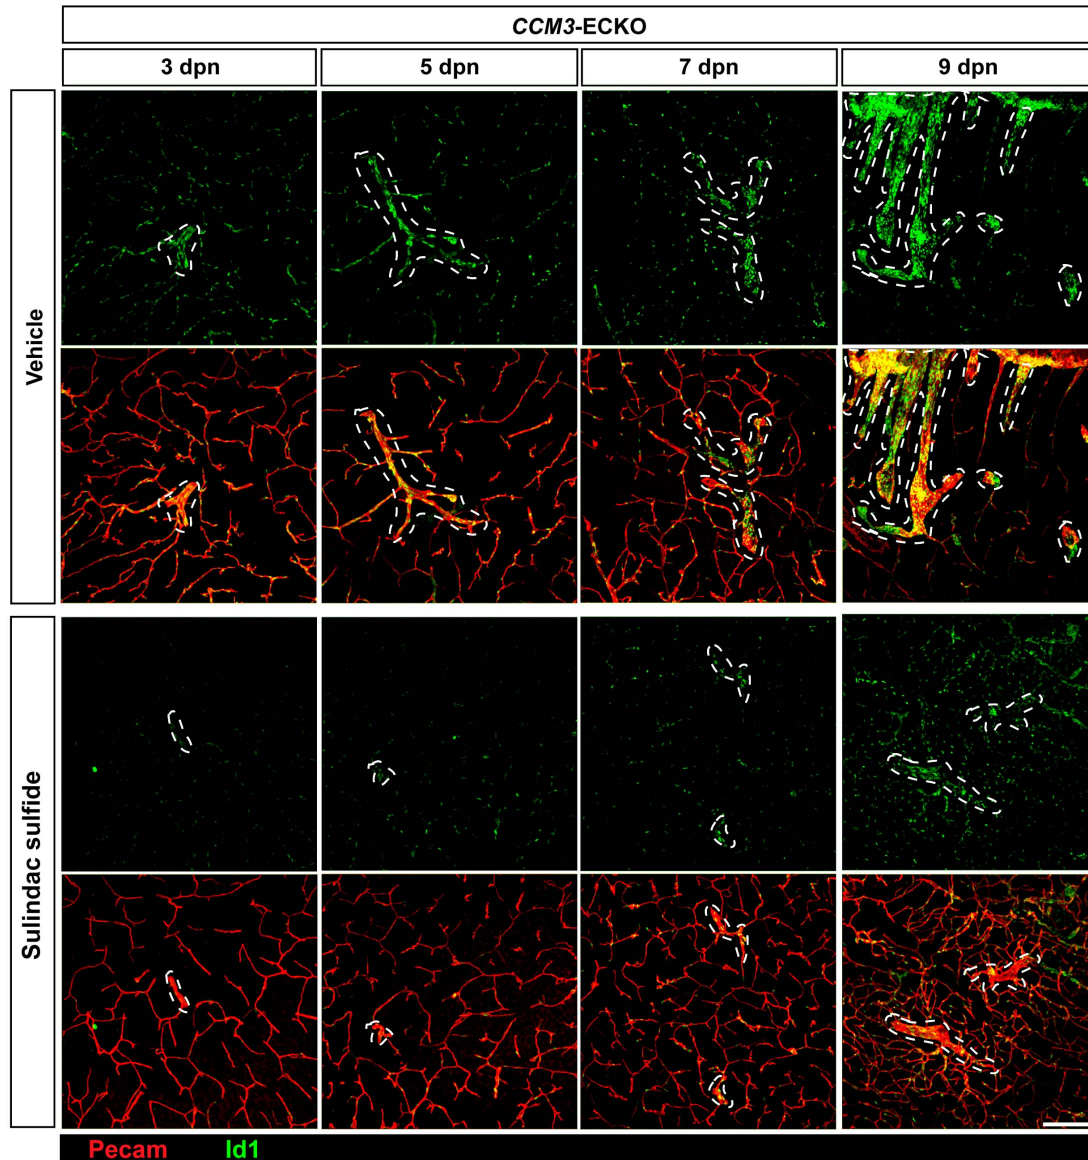 CCM3-ECKO
3 dpn 5 dpn 7 dpn 9 dpn
Vehicle
Sulindac sulfide
Pecam Id1